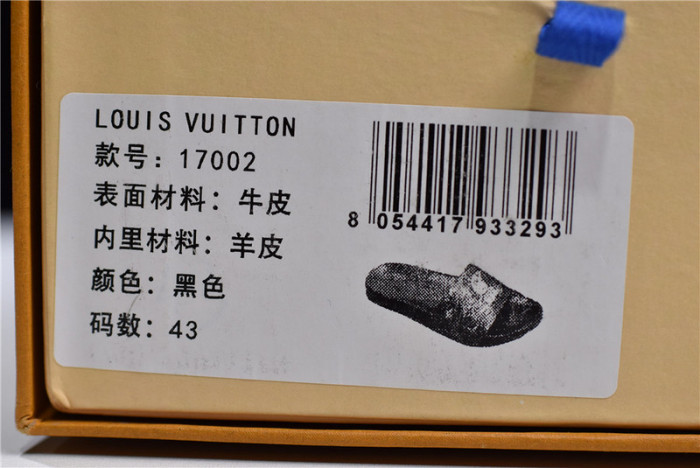 LOUIS VUITTON
款号：17002
表面材料：牛皮
内里材料：羊皮
颜色：黑色
码数：43
8 054417 933293